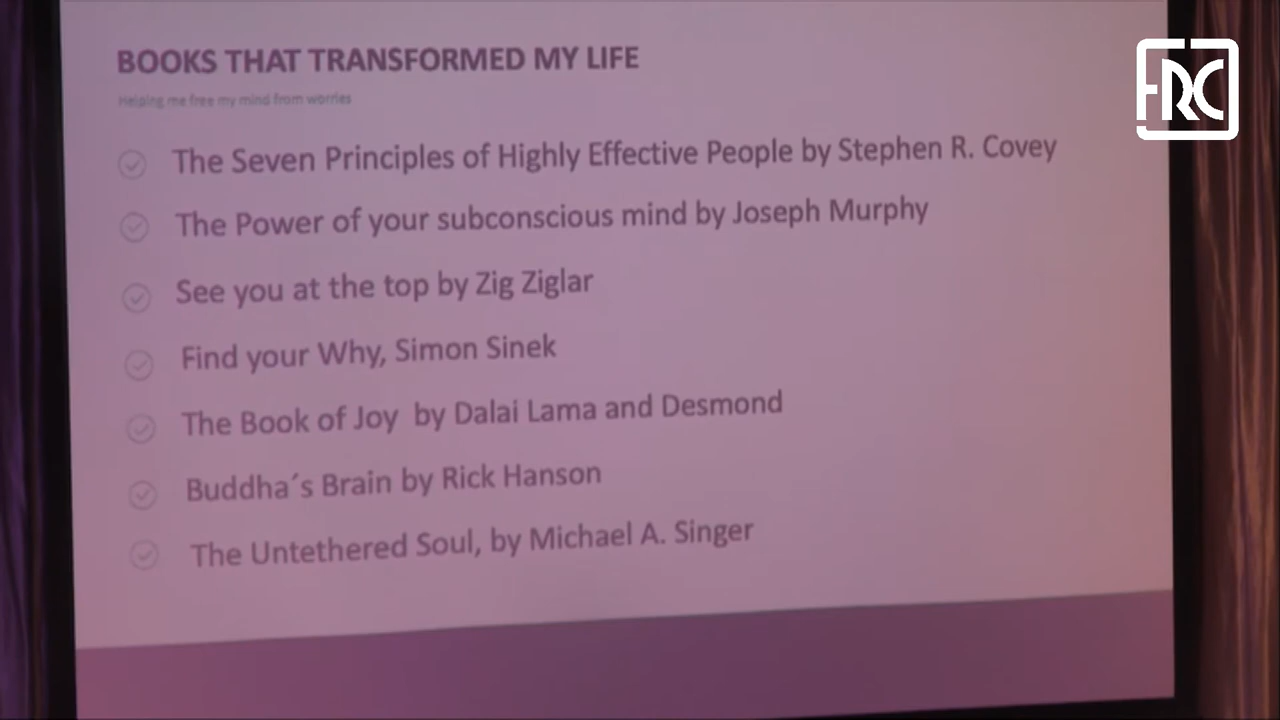 FRC
BOOKS THAT TRANSFORMED MY LIFE
Helping me free my mind from worries
The Seven Principles of Highly Effective People by Stephen R. Covey
The Power of your subconscious mind by Joseph Murphy
See you at the top by Zig Ziglar
Find your Why, Simon Sinek
The Book of Joy by Dalai Lama and Desmond
Buddha´s Brain by Rick Hanson
The Untethered Soul, by Michael A. Singer